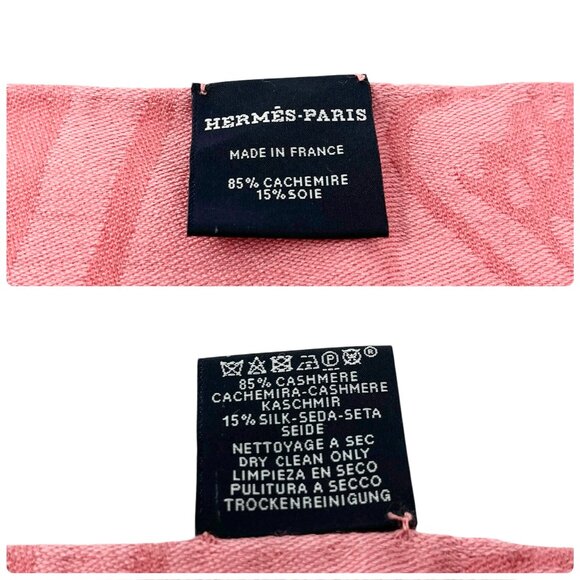 HERMÈS-PARIS
MADE IN FRANCE
85% CACHEMIRE
15% SOIE
®
85% CASHMERE
CACHEMIRA-CASHMERE
KASCHMIR
15% SILK-SEDA-SETA
SEIDE
NETTOYAGE A SEC
DRY CLEAN ONLY
LIMPIEZA EN SECO
PULITURA A SECCO
TROCKENREINIGUNG